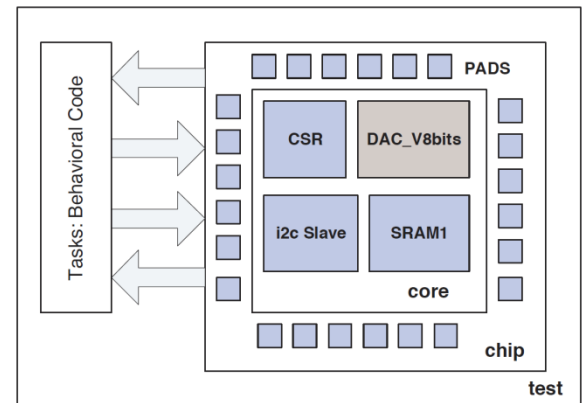 Tasks: Behavioral Code
PADS
CSR
DAC_V8bits
i2c Slave
SRAM1
core
chip
test